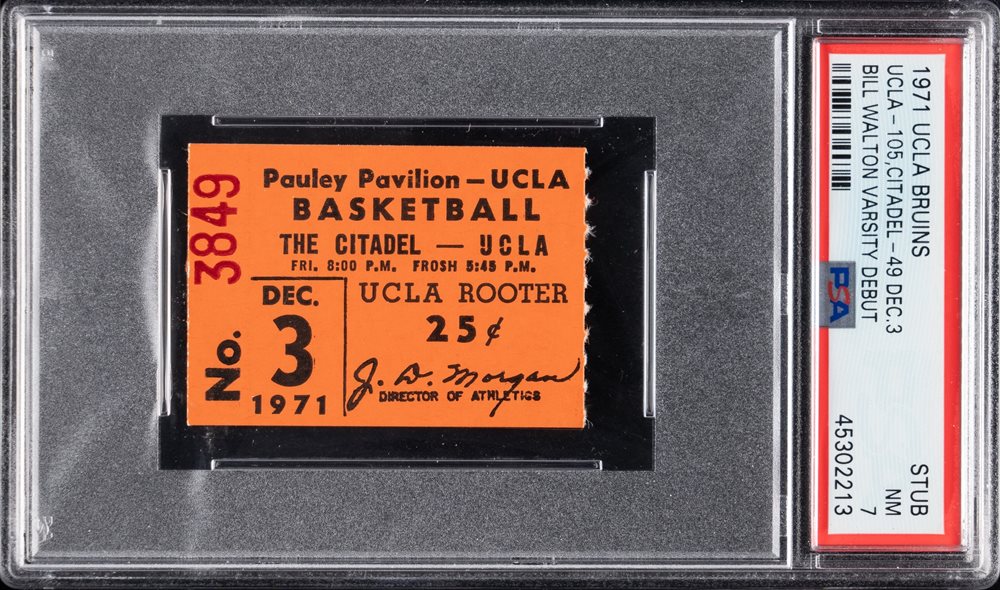 Pauley Pavilion – UCLA
BASKETBALL
THE CITADEL — UCLA
FRI. 8:00 P.M. FROSH 5:45 P.M.
3849
No.
DEC.
3
1971
UCLA ROOTER
25¢
J. D. Morgan
DIRECTOR OF ATHLETICS
1971 UCLA BRUINS
UCLA-105,CITADEL-49 DEC.3
BILL WALTON VARSITY DEBUT
PSA
STUB
NM
7
45302213